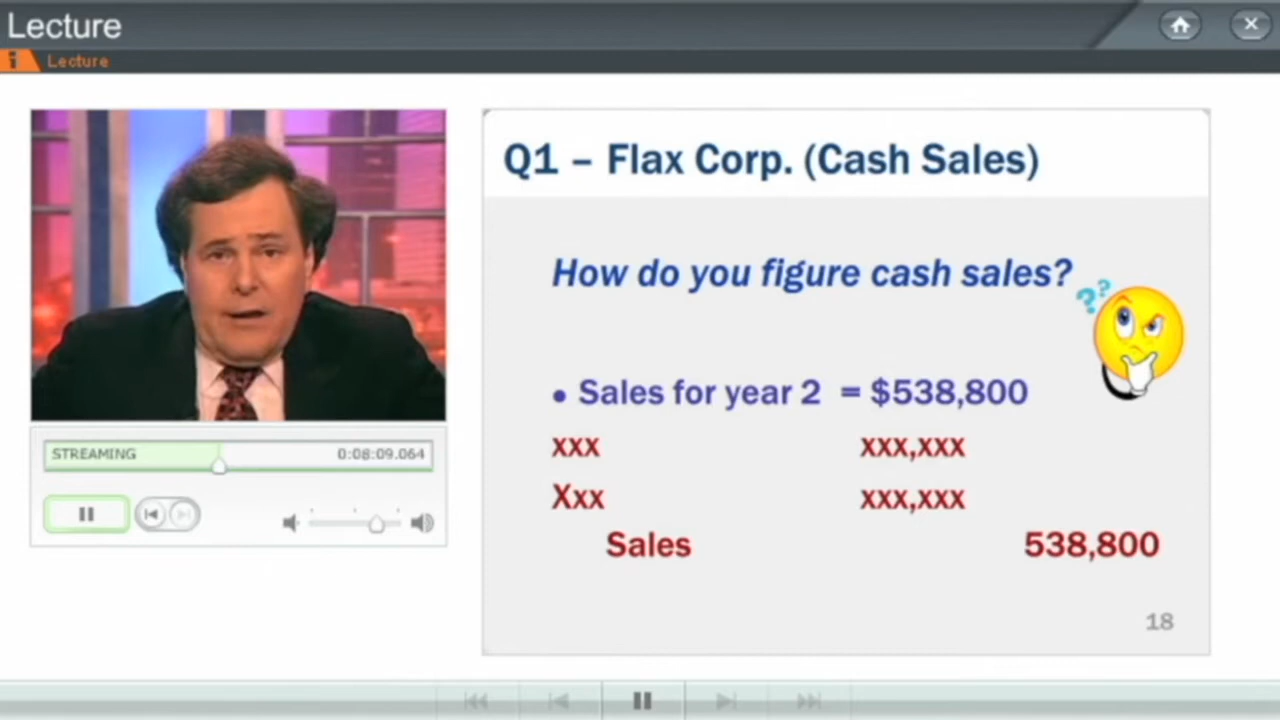 Lecture
Lecture
STREAMING 0:08:09.064
Q1 – Flax Corp. (Cash Sales)
How do you figure cash sales?
??
• Sales for year 2 = $538,800
xxx xxx,xxx
Xxx xxx,xxx
Sales 538,800
18